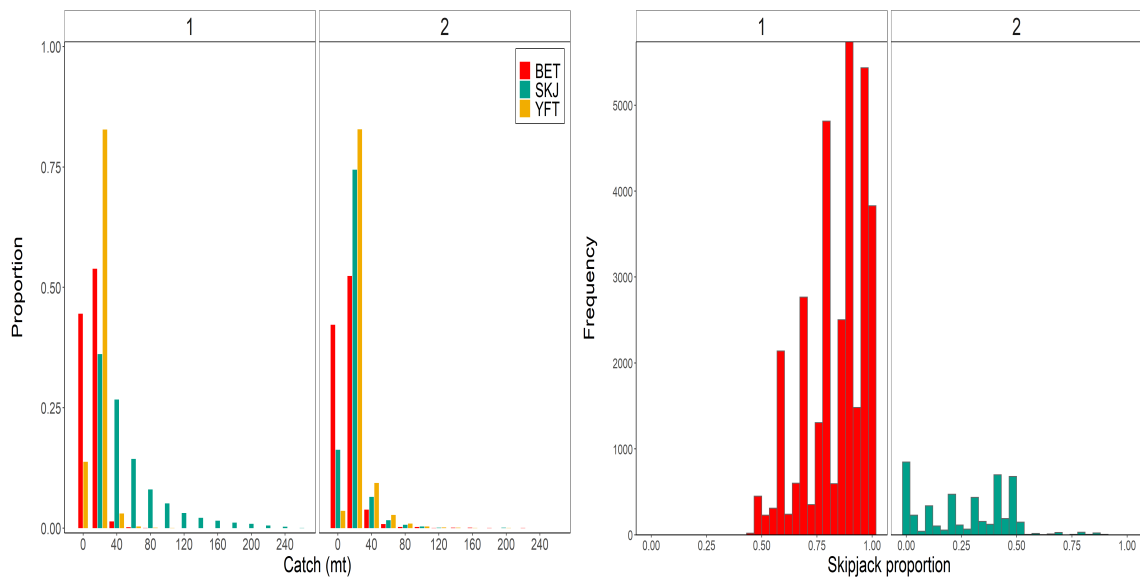 1 2
1.00
0.75
0.50
0.25
0.00
Proportion
BET
SKJ
YFT
0 40 80 120 160 200 240 0 40 80 120 160 200 240
Catch (mt)
1 2
5000
4000
3000
2000
1000
0
Frequency
0.00 0.25 0.50 0.75 1.00 0.00 0.25 0.50 0.75 1.00
Skipjack proportion